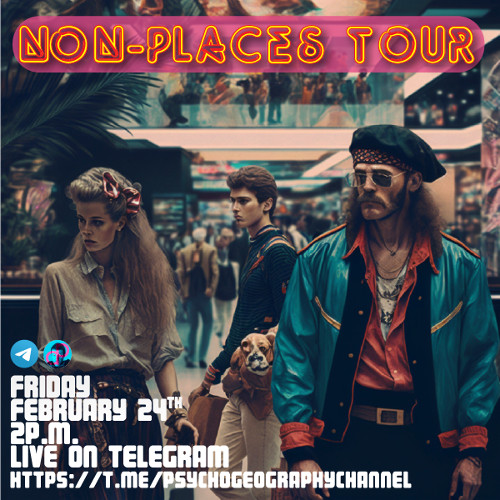 NON-PLACES TOUR
FRIDAY
FEBRUARY 24TH
2P.M.
LIVE ON TELEGRAM
HTTPS://T.ME/PSYCHOGEOGRAPHYCHANNEL